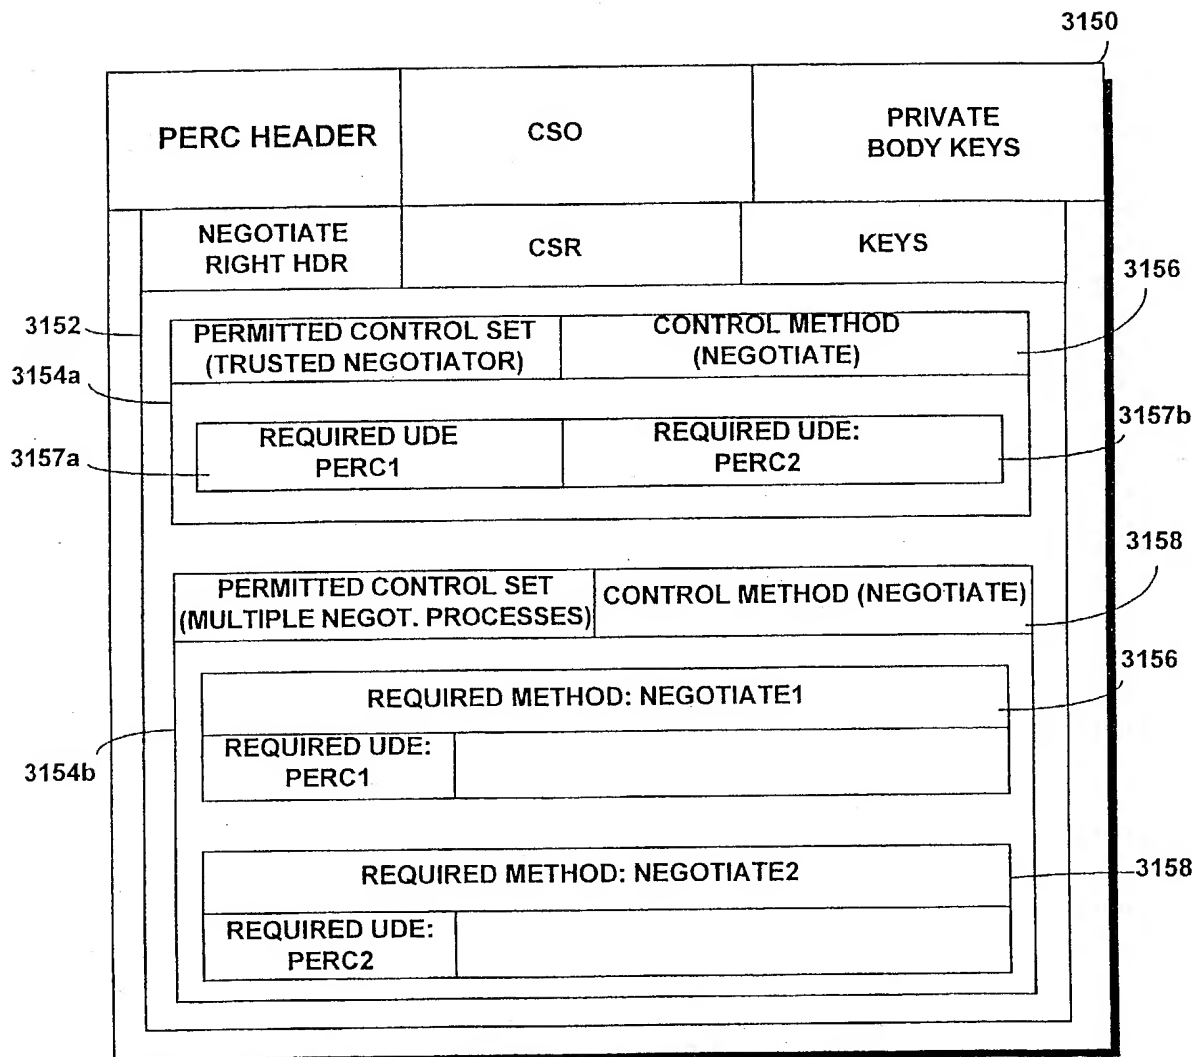 3150
PERC HEADER
CSO
PRIVATE
BODY KEYS
NEGOTIATE
RIGHT HDR
CSR
KEYS
3156
3152
PERMITTED CONTROL SET
(TRUSTED NEGOTIATOR)
CONTROL METHOD
(NEGOTIATE)
3154a
3157a
REQUIRED UDE
PERC1
REQUIRED UDE:
PERC2
3157b
3158
PERMITTED CONTROL SET
(MULTIPLE NEGOT. PROCESSES)
CONTROL METHOD (NEGOTIATE)
3156
REQUIRED METHOD: NEGOTIATE1
REQUIRED UDE:
PERC1
3154b
REQUIRED METHOD: NEGOTIATE2
3158
REQUIRED UDE:
PERC2